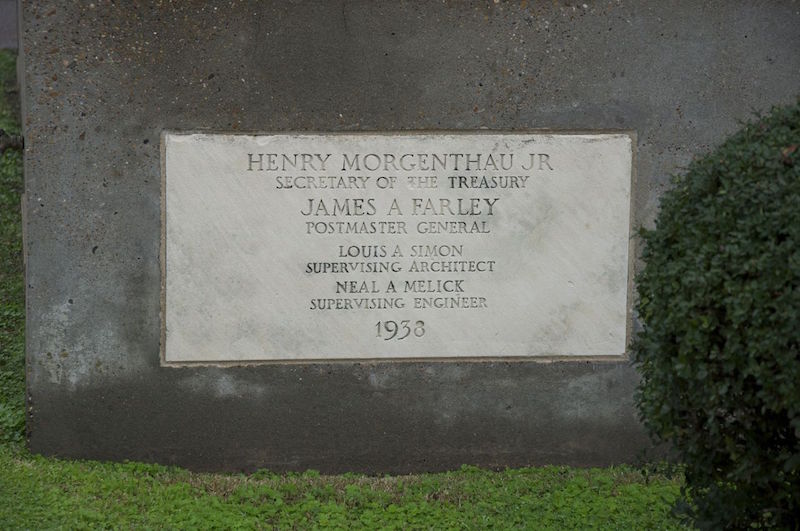 HENRY MORGENTHAU JR
SECRETARY OF THE TREASURY
JAMES A FARLEY
POSTMASTER GENERAL
LOUIS A SIMON
SUPERVISING ARCHITECT
NEAL A MELICK
SUPERVISING ENGINEER
1938